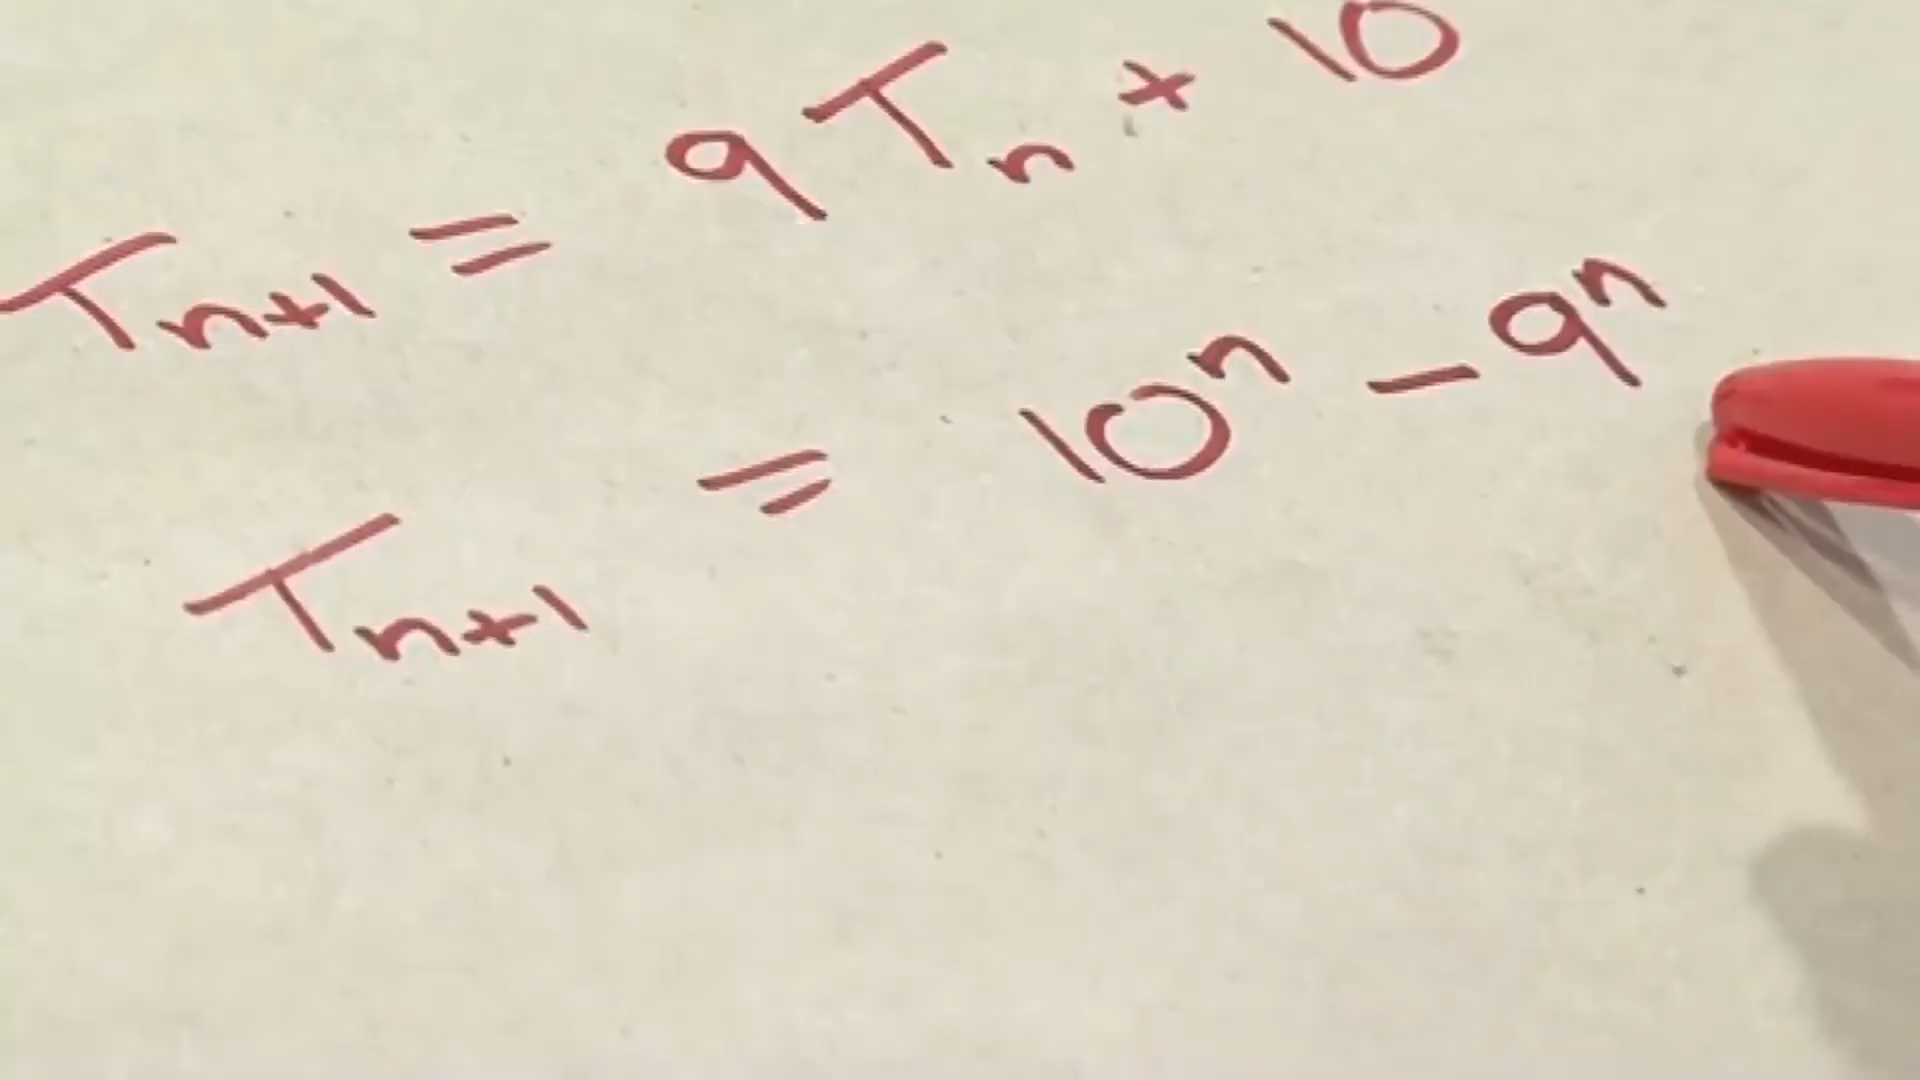 Tn+1 = 9Tn + 10
Tn+1 = 10ⁿ - 9ⁿ